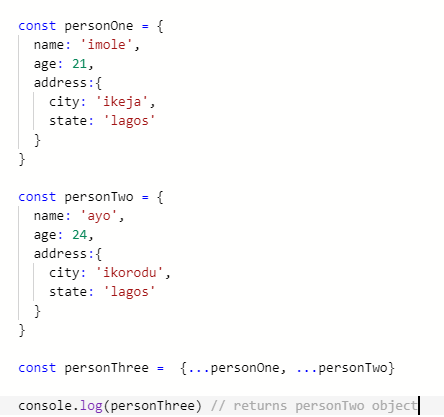 const personOne = {
  name: 'imole',
  age: 21,
  address:{
    city: 'ikeja',
    state: 'lagos'
  }
}

const personTwo = {
  name: 'ayo',
  age: 24,
  address:{
    city: 'ikorodu',
    state: 'lagos'
  }
}

const personThree =  {...personOne, ...personTwo}

console.log(personThree) // returns personTwo object